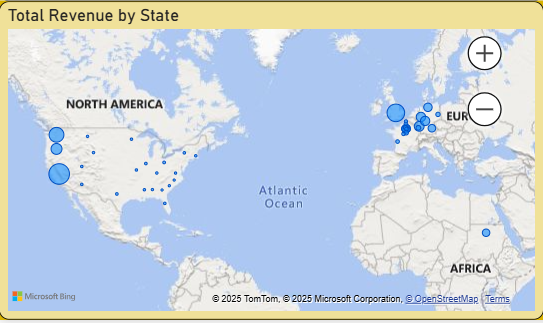 Total Revenue by State
NORTH AMERICA
EUR
Atlantic
Ocean
AFRICA
Microsoft Bing
© 2025 TomTom, © 2025 Microsoft Corporation, © OpenStreetMap Terms